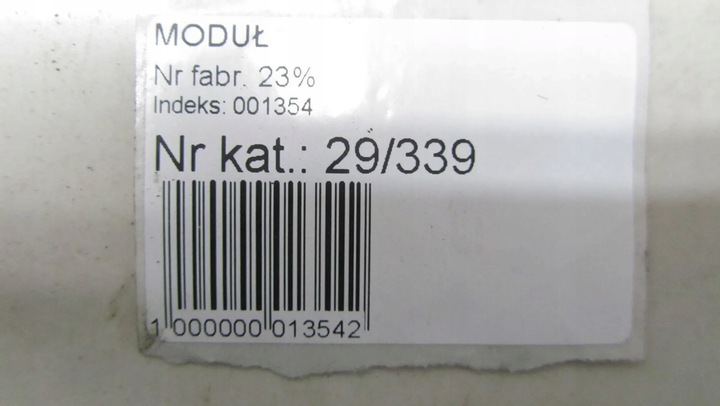 MODUŁ
Nr fabr. 23%
Indeks: 001354
Nr kat.: 29/339
1 000000 013542